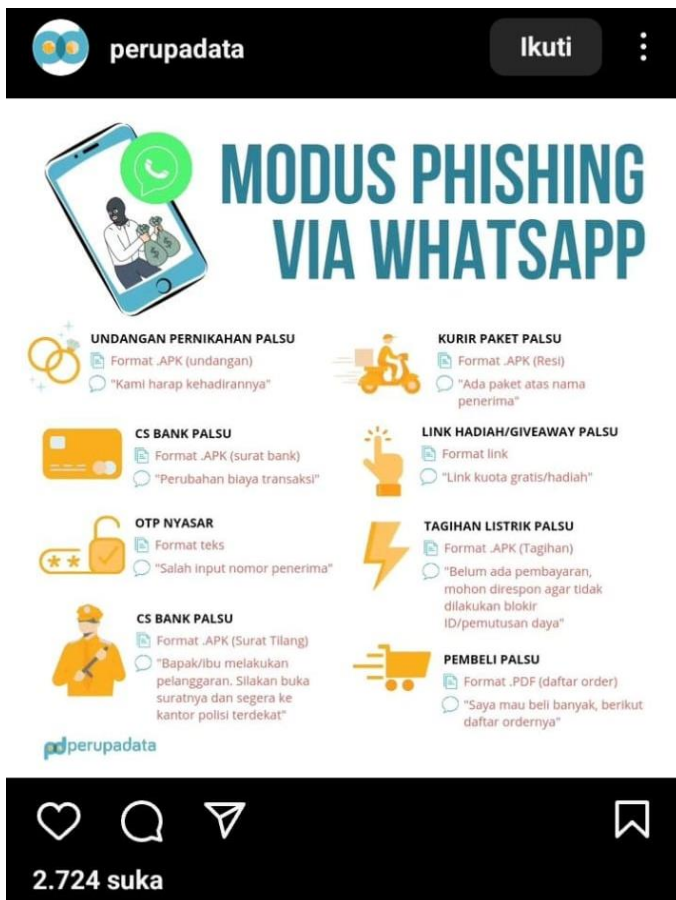 perupadata
Ikuti
MODUS PHISHING
VIA WHATSAPP
UNDANGAN PERNIKAHAN PALSU
Format .APK (undangan)
"Kami harap kehadirannya"
CS BANK PALSU
Format .APK (surat bank)
"Perubahan biaya transaksi"
OTP NYASAR
Format teks
"Salah input nomor penerima"
CS BANK PALSU
Format .APK (Surat Tilang)
"Bapak/ibu melakukan
pelanggaran. Silakan buka
suratnya dan segera ke
kantor polisi terdekat"
KURIR PAKET PALSU
Format .APK (Resi)
"Ada paket atas nama
penerima"
LINK HADIAH/GIVEAWAY PALSU
Format link
"Link kuota gratis/hadiah"
TAGIHAN LISTRIK PALSU
Format .APK (Tagihan)
"Belum ada pembayaran,
mohon direspon agar tidak
dilakukan blokir
ID/pemutusan daya"
PEMBELI PALSU
Format .PDF (daftar order)
"Saya mau beli banyak, berikut
daftar ordernya"
pd perupadata
2.724 suka